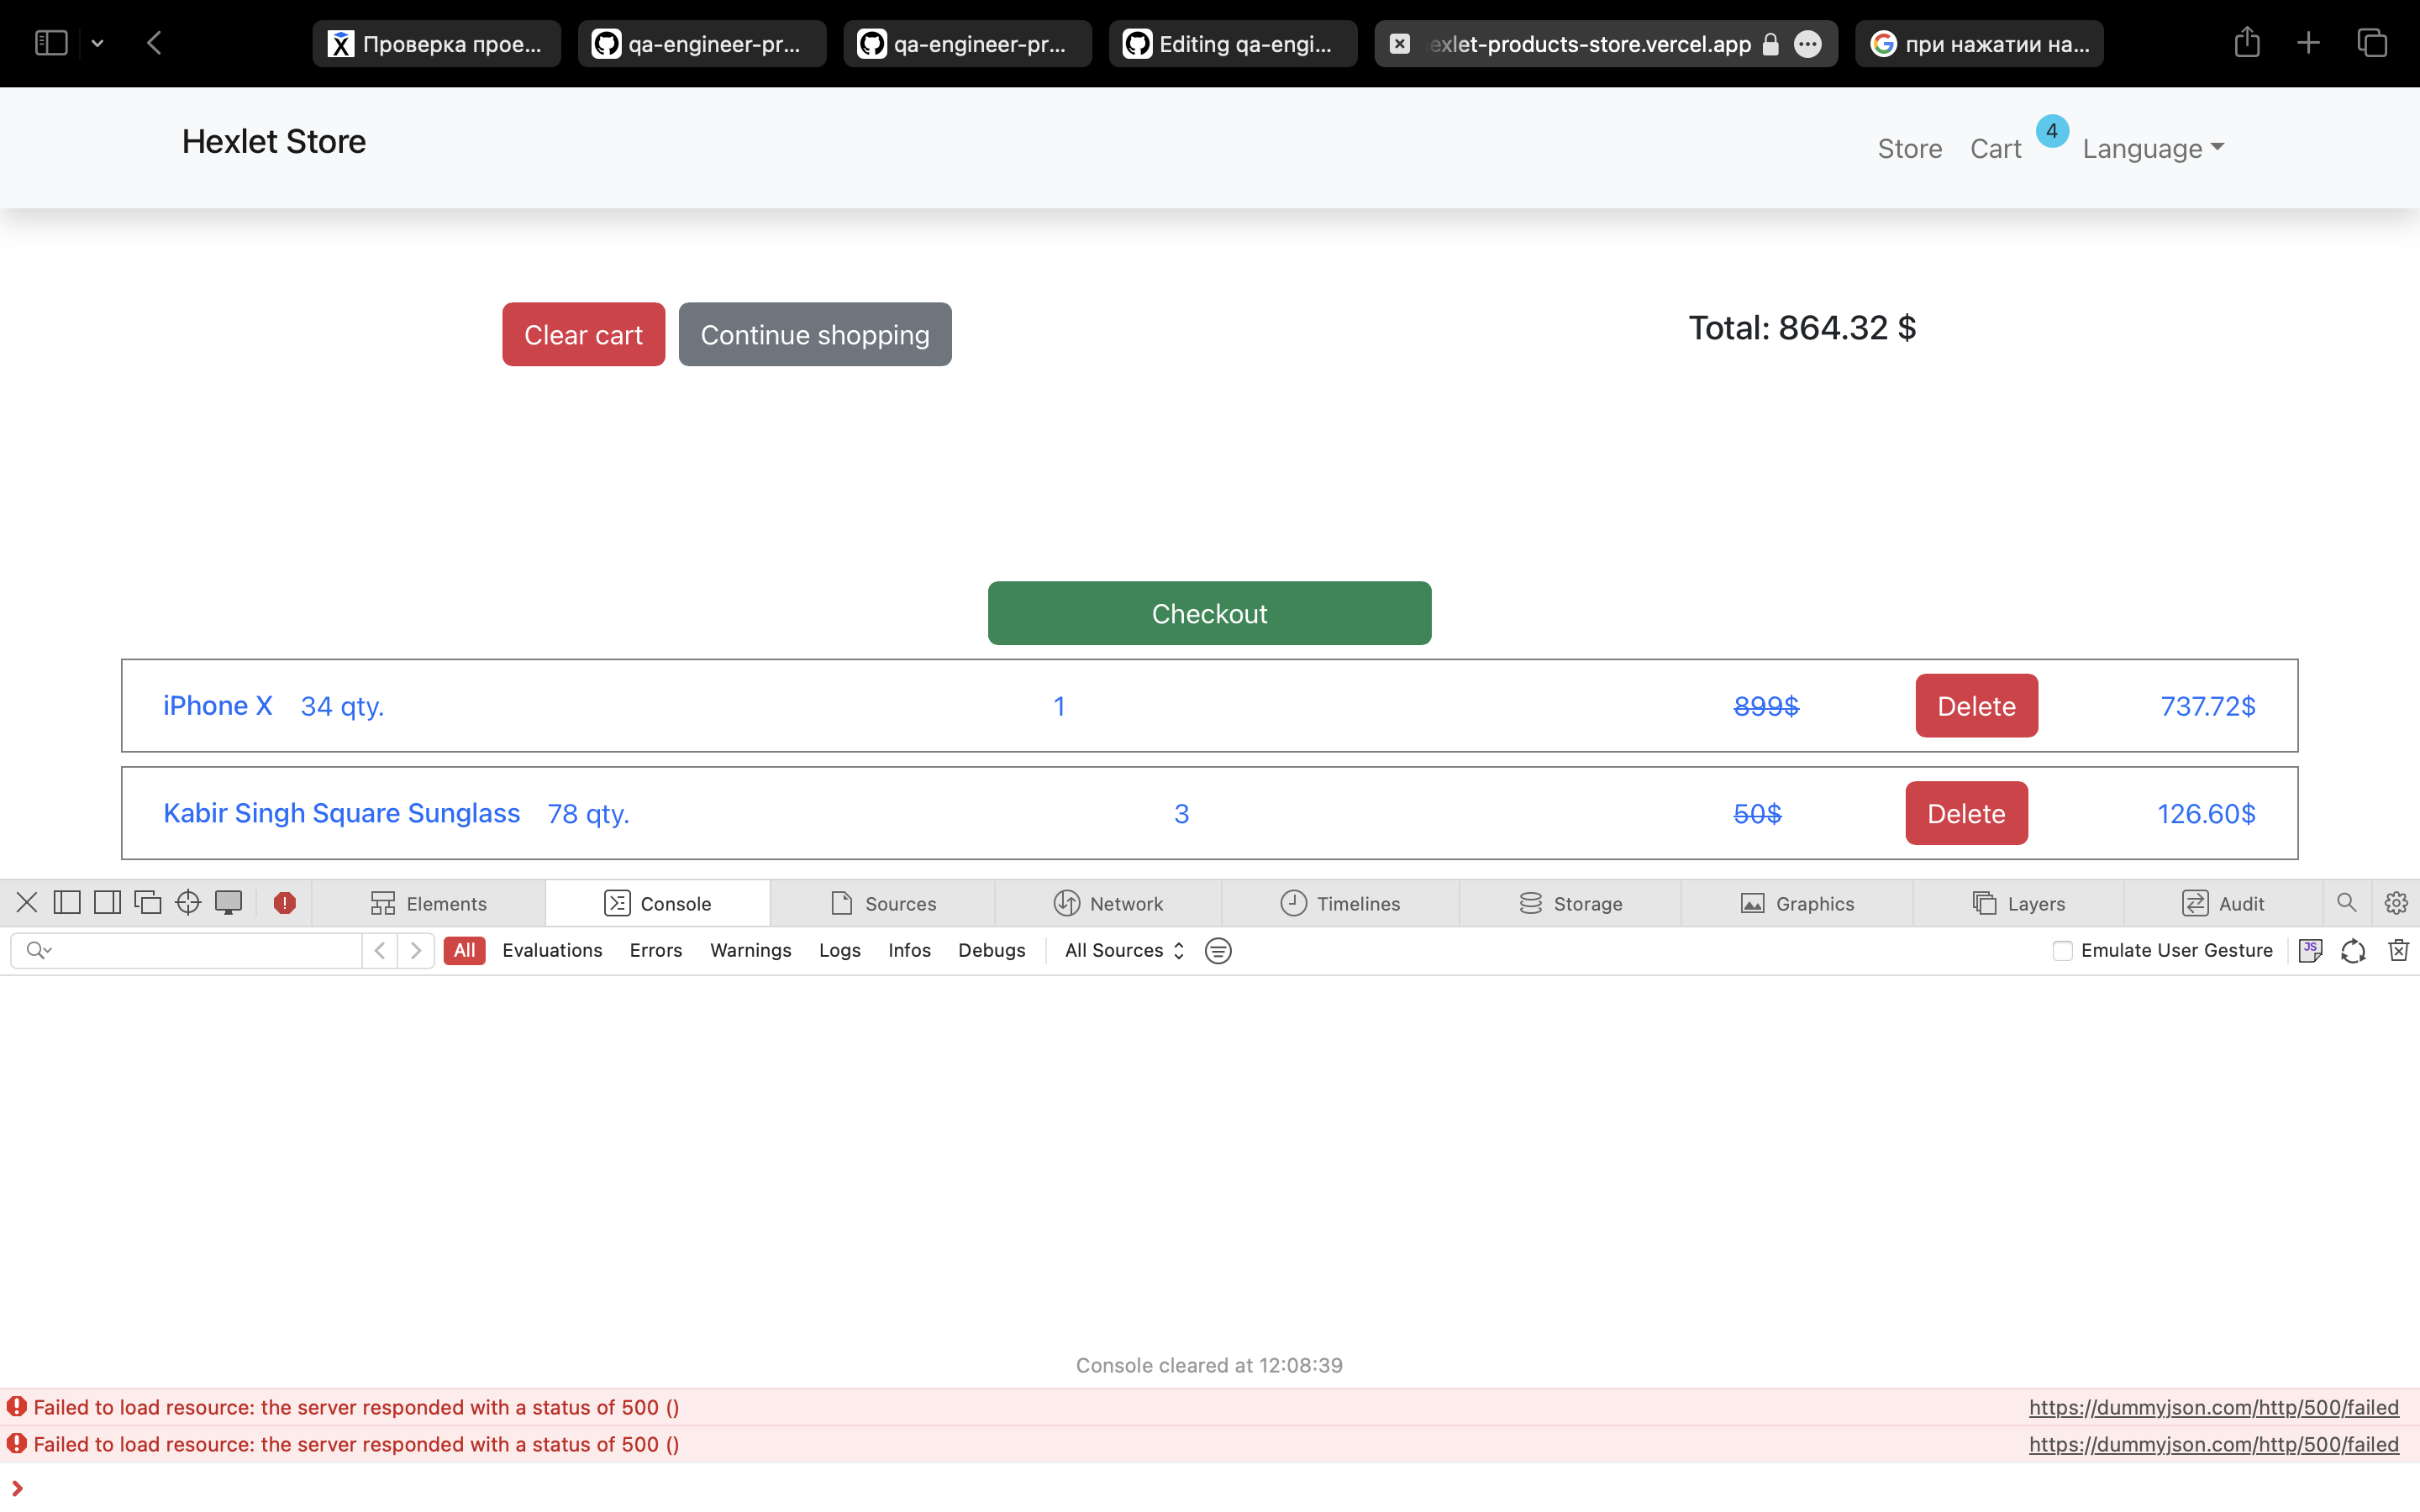 Проверка прое...
qa-engineer-pr...
qa-engineer-pr...
Editing qa-engi...
exlet-products-store.vercel.app
при нажатии на...
Hexlet Store
Store Cart 4 Language
Clear cart Continue shopping Total: 864.32 $
Checkout
iPhone X 34 qty. 1 899$ Delete 737.72$
Kabir Singh Square Sunglass 78 qty. 3 50$ Delete 126.60$
Elements Console Sources Network Timelines Storage Graphics Layers Audit
All Evaluations Errors Warnings Logs Infos Debugs All Sources Emulate User Gesture JS
Console cleared at 12:08:39
Failed to load resource: the server responded with a status of 500 () https://dummyjson.com/http/500/failed
Failed to load resource: the server responded with a status of 500 () https://dummyjson.com/http/500/failed